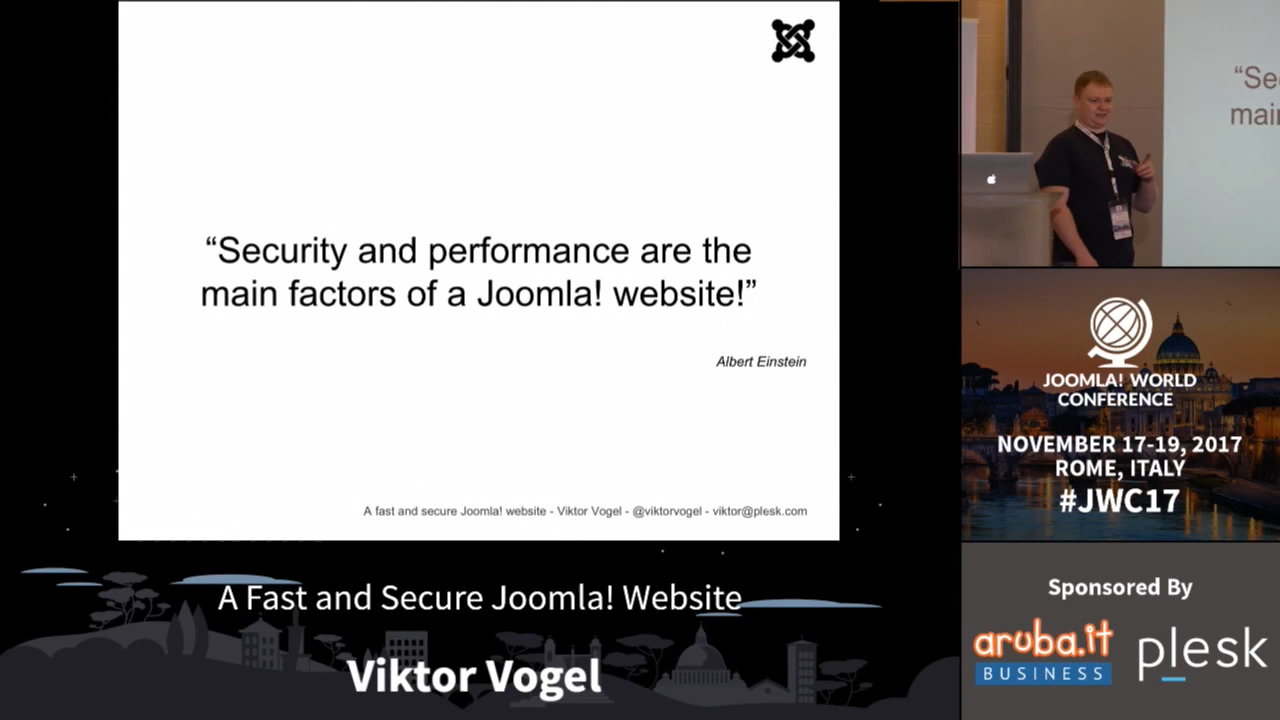 “Security and performance are the
main factors of a Joomla! website!”
Albert Einstein
A fast and secure Joomla! website - Viktor Vogel - @viktorvogel - viktor@plesk.com
A Fast and Secure Joomla! Website
Viktor Vogel
“Se
mai
JOOMLA! WORLD
CONFERENCE
NOVEMBER 17-19, 2017
ROME, ITALY
#JWC17
Sponsored By
aruba.it
BUSINESS
plesk